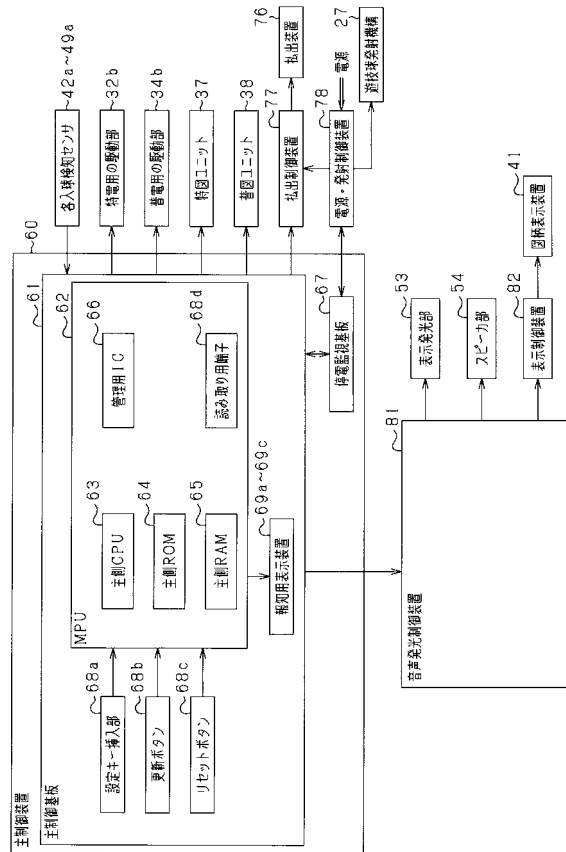 主制御装置
60
主制御基板
61
MPU
62
主側CPU
63
主側ROM
64
主側RAM
65
管理用IC
66
読み取り用端子
68d
設定キー挿入部
68a
更新ボタン
68b
リセットボタン
68c
報知用表示装置
69a~69c
停電監視基板
67
各入球検知センサ
42a~49a
特電用の駆動部
32b
普電用の駆動部
34b
特図ユニット
37
普図ユニット
38
払出制御装置
77
払出装置
76
電源・発射制御装置
78
電源
遊技球発射機構
27
音声発光制御装置
81
表示発光部
53
スピーカ部
54
表示制御装置
82
図柄表示装置
41